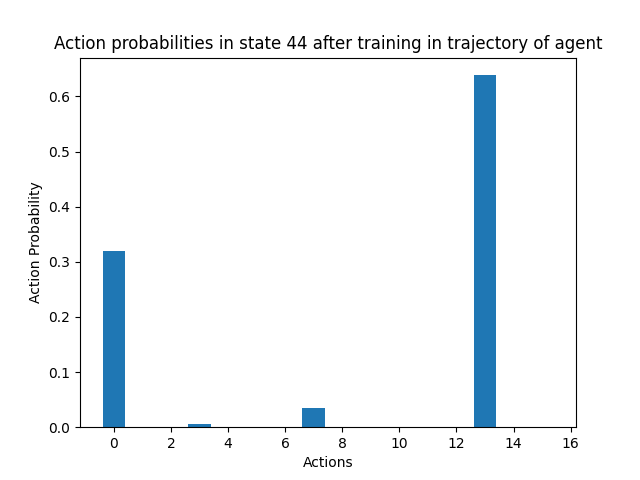 Action probabilities in state 44 after training in trajectory of agent
0.6
0.5
0.4
0.3
0.2
0.1
0.0
Action Probability
0 2 4 6 8 10 12 14 16
Actions